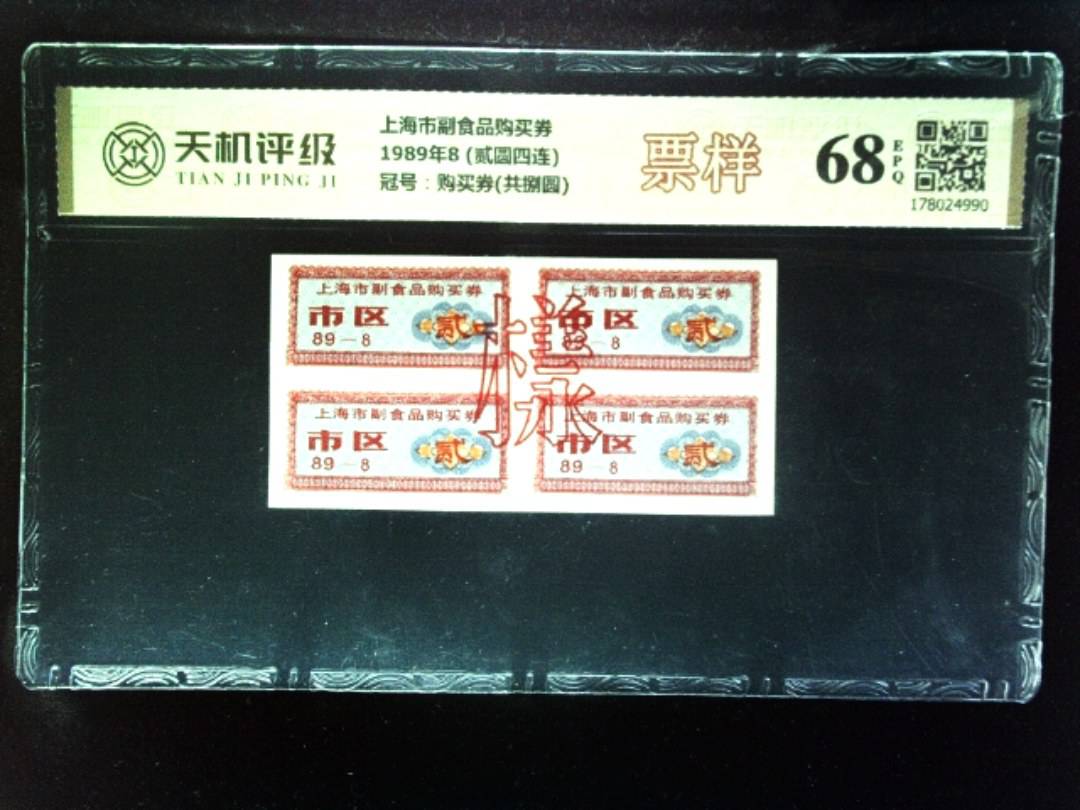 天机评级
TIAN JI PING JI
上海市副食品购买券
1989年8 (贰圆四连)
冠号：购买券(共捌圆)
票样
68
EPQ
178024990
上海市副食品购买券
市区
贰
89—8
上海市副食品购买券
市区
贰
89—8
样张
上海市副食品购买券
市区
贰
89—8
上海市副食品购买券
市区
贰
89—8